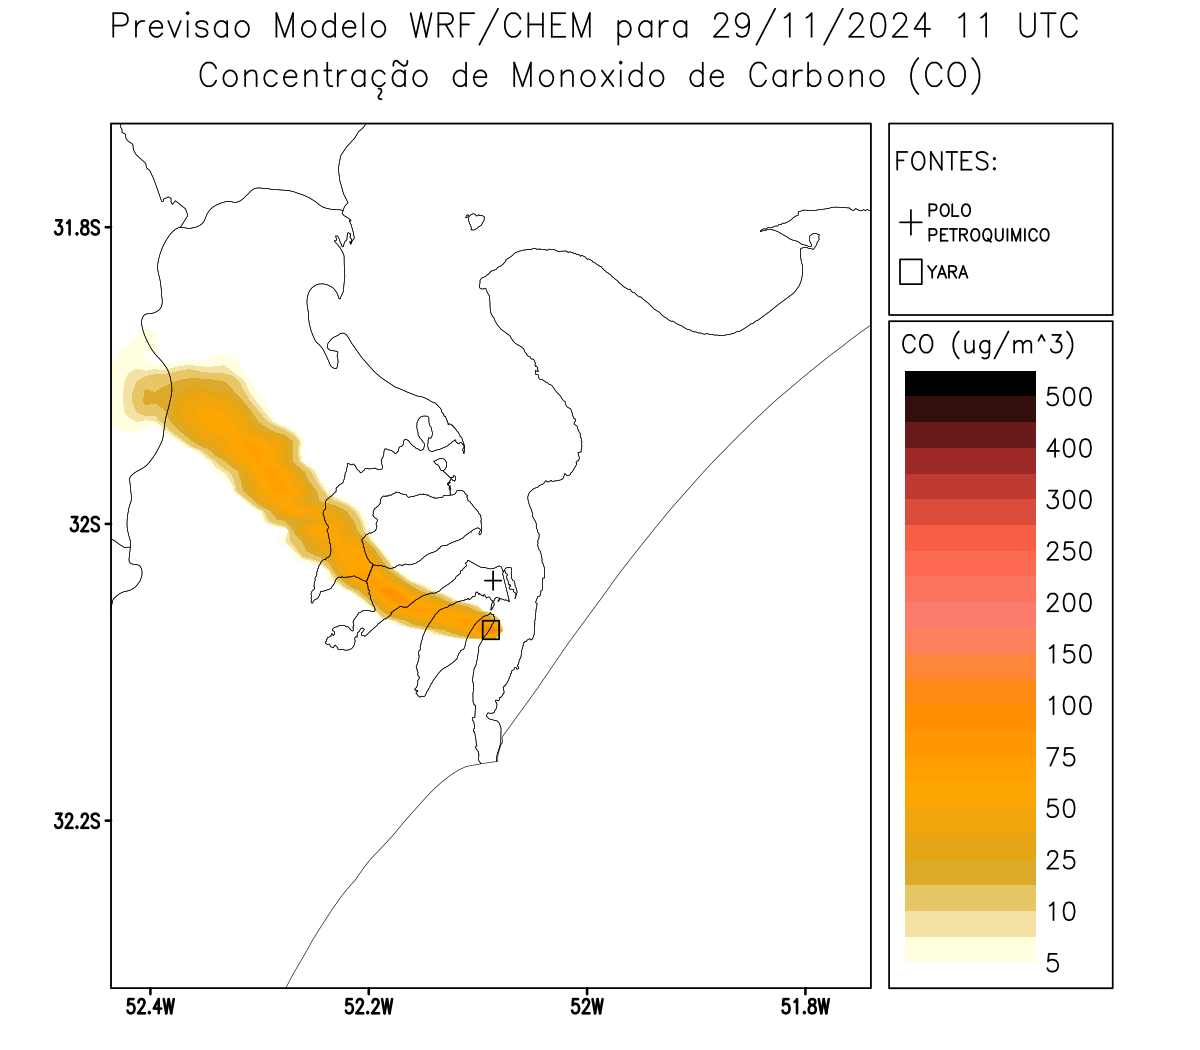 Previsao Modelo WRF/CHEM para 29/11/2024 11 UTC
Concentração de Monoxido de Carbono (CO)
FONTES:
POLO
PETROQUIMICO
YARA
CO (ug/m^3)
500
400
300
250
200
150
100
75
50
25
10
5
31.8S
32S
32.2S
52.4W
52.2W
52W
51.8W